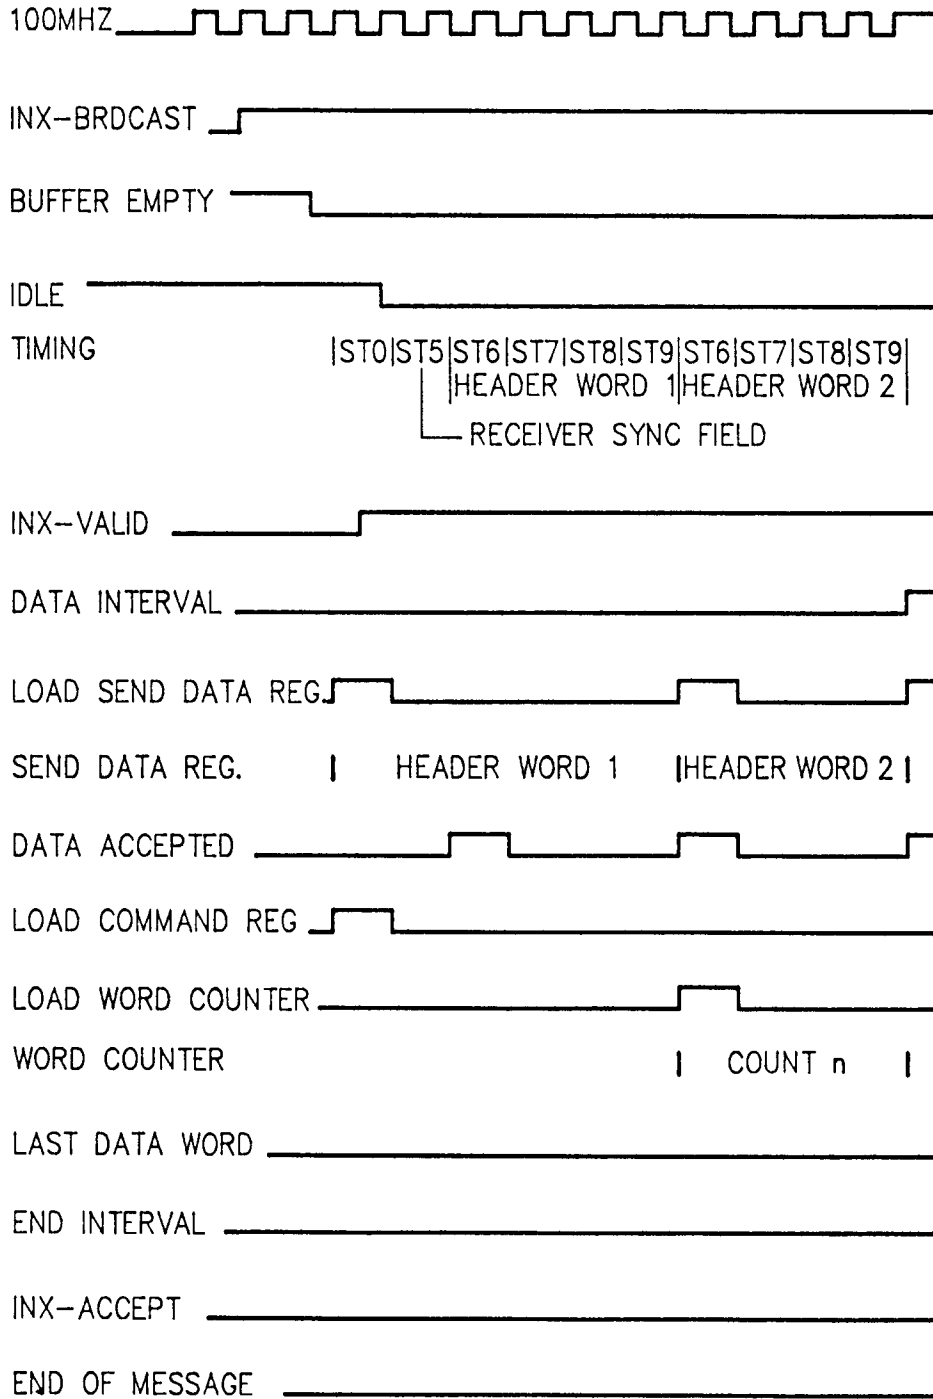 100MHZ
INX-BRDCAST
BUFFER EMPTY
IDLE
TIMING |ST0|ST5|ST6|ST7|ST8|ST9|ST6|ST7|ST8|ST9|
|HEADER WORD 1|HEADER WORD 2|
RECEIVER SYNC FIELD
INX-VALID
DATA INTERVAL
LOAD SEND DATA REG.
SEND DATA REG. | HEADER WORD 1 |HEADER WORD 2|
DATA ACCEPTED
LOAD COMMAND REG
LOAD WORD COUNTER
WORD COUNTER | COUNT n |
LAST DATA WORD
END INTERVAL
INX-ACCEPT
END OF MESSAGE